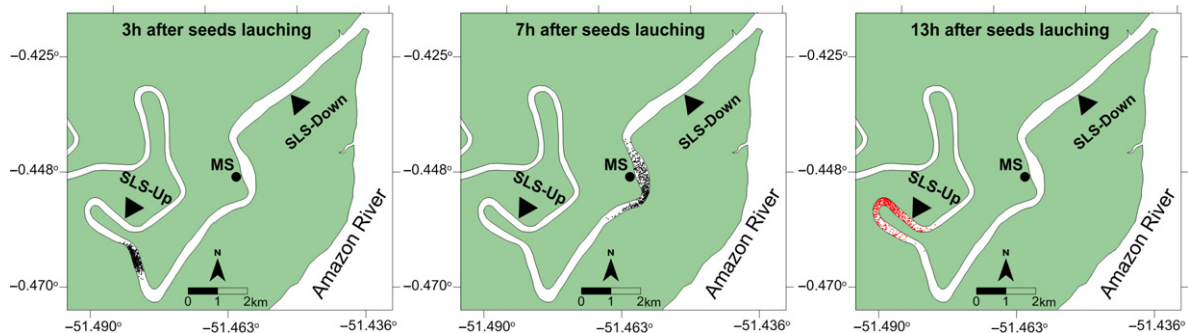 3h after seeds lauching
−0.425°
−0.448°
−0.470°
SLS-Down
MS
SLS-Up
Amazon River
N
0 1 2km
−51.490° −51.463° −51.436°
7h after seeds lauching
−0.425°
−0.448°
−0.470°
SLS-Down
MS
SLS-Up
Amazon River
N
0 1 2km
−51.490° −51.463° −51.436°
13h after seeds lauching
−0.425°
−0.448°
−0.470°
SLS-Down
MS
SLS-Up
Amazon River
N
0 1 2km
−51.490° −51.463° −51.436°